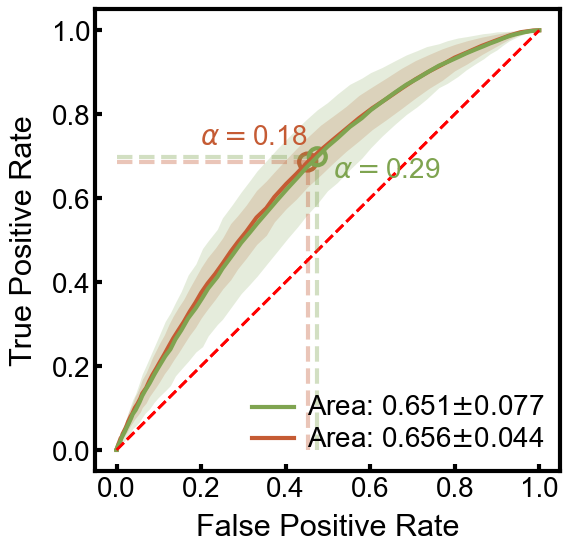 1.0
0.8
0.6
0.4
0.2
0.0
True Positive Rate
α = 0.18
α = 0.29
Area: 0.651±0.077
Area: 0.656±0.044
0.0 0.2 0.4 0.6 0.8 1.0
False Positive Rate